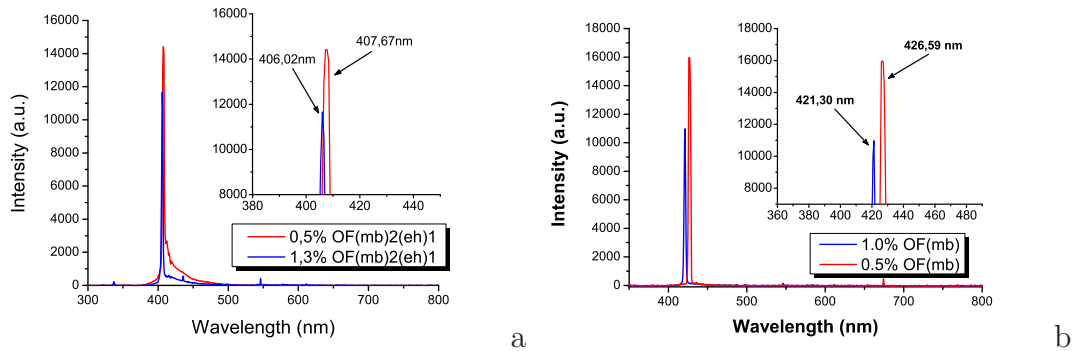 16000
14000
12000
10000
8000
6000
4000
2000
0
Intensity (a.u.)
300 400 500 600 700 800
Wavelength (nm)
16000
14000
12000
10000
8000
380 400 420 440
406,02nm
407,67nm
0,5% OF(mb)2(eh)1
1,3% OF(mb)2(eh)1
a
18000
16000
14000
12000
10000
8000
6000
4000
2000
0
Intensity (a.u.)
400 500 600 700 800
Wavelength (nm)
18000
16000
14000
12000
10000
8000
360 380 400 420 440 460 480
426,59 nm
421,30 nm
1.0% OF(mb)
0.5% OF(mb)
b